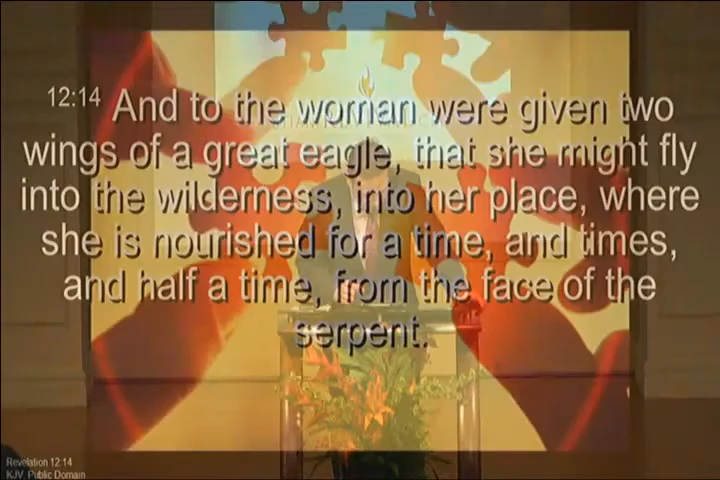 12:14 And to the woman were given two
wings of a great eagle, that she might fly
into the wilderness, into her place, where
she is nourished for a time, and times,
and half a time, from the face of the
serpent.
Revelation 12:14
KJV, Public Domain